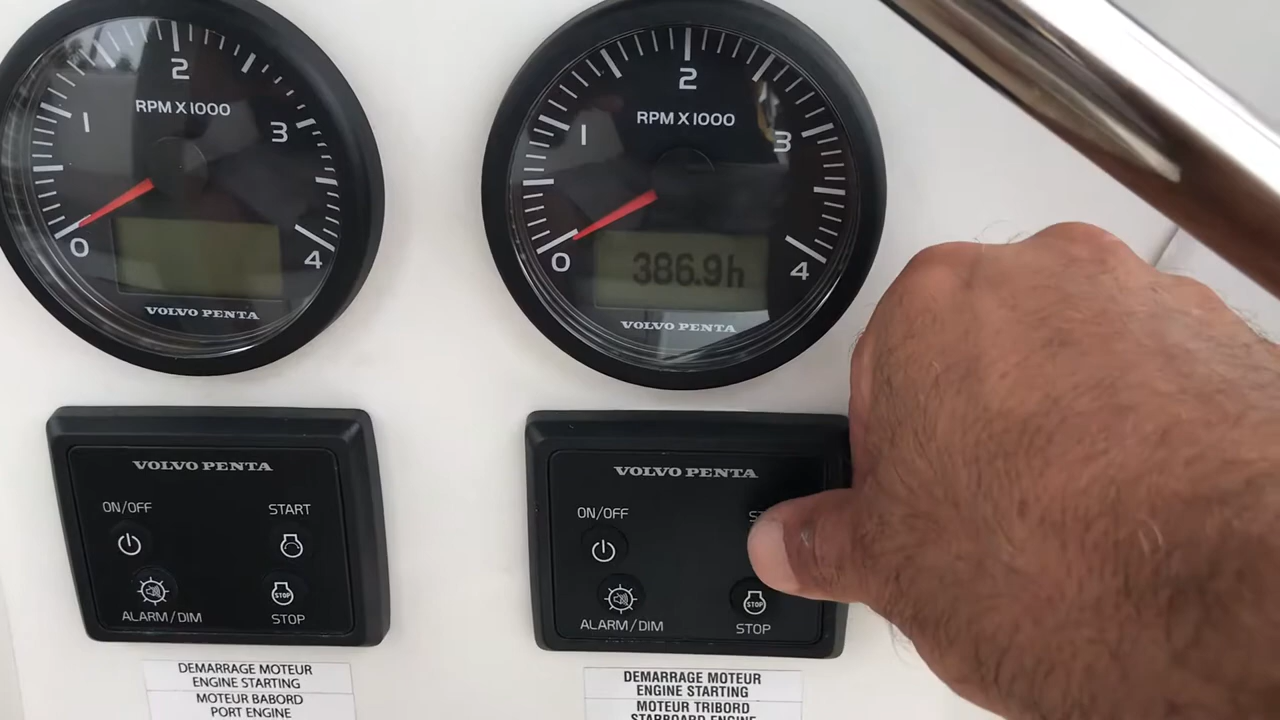 2
RPM X 1000
1
3
0
4
VOLVO PENTA
2
RPM X 1000
1
3
0
4
386.9h
VOLVO PENTA
VOLVO PENTA
ON/OFF
START
STOP
ALARM/DIM
STOP
DEMARRAGE MOTEUR
ENGINE STARTING
MOTEUR BABORD
PORT ENGINE
VOLVO PENTA
ON/OFF
STOP
ALARM/DIM
STOP
DEMARRAGE MOTEUR
ENGINE STARTING
MOTEUR TRIBORD
STARBOARD ENGINE